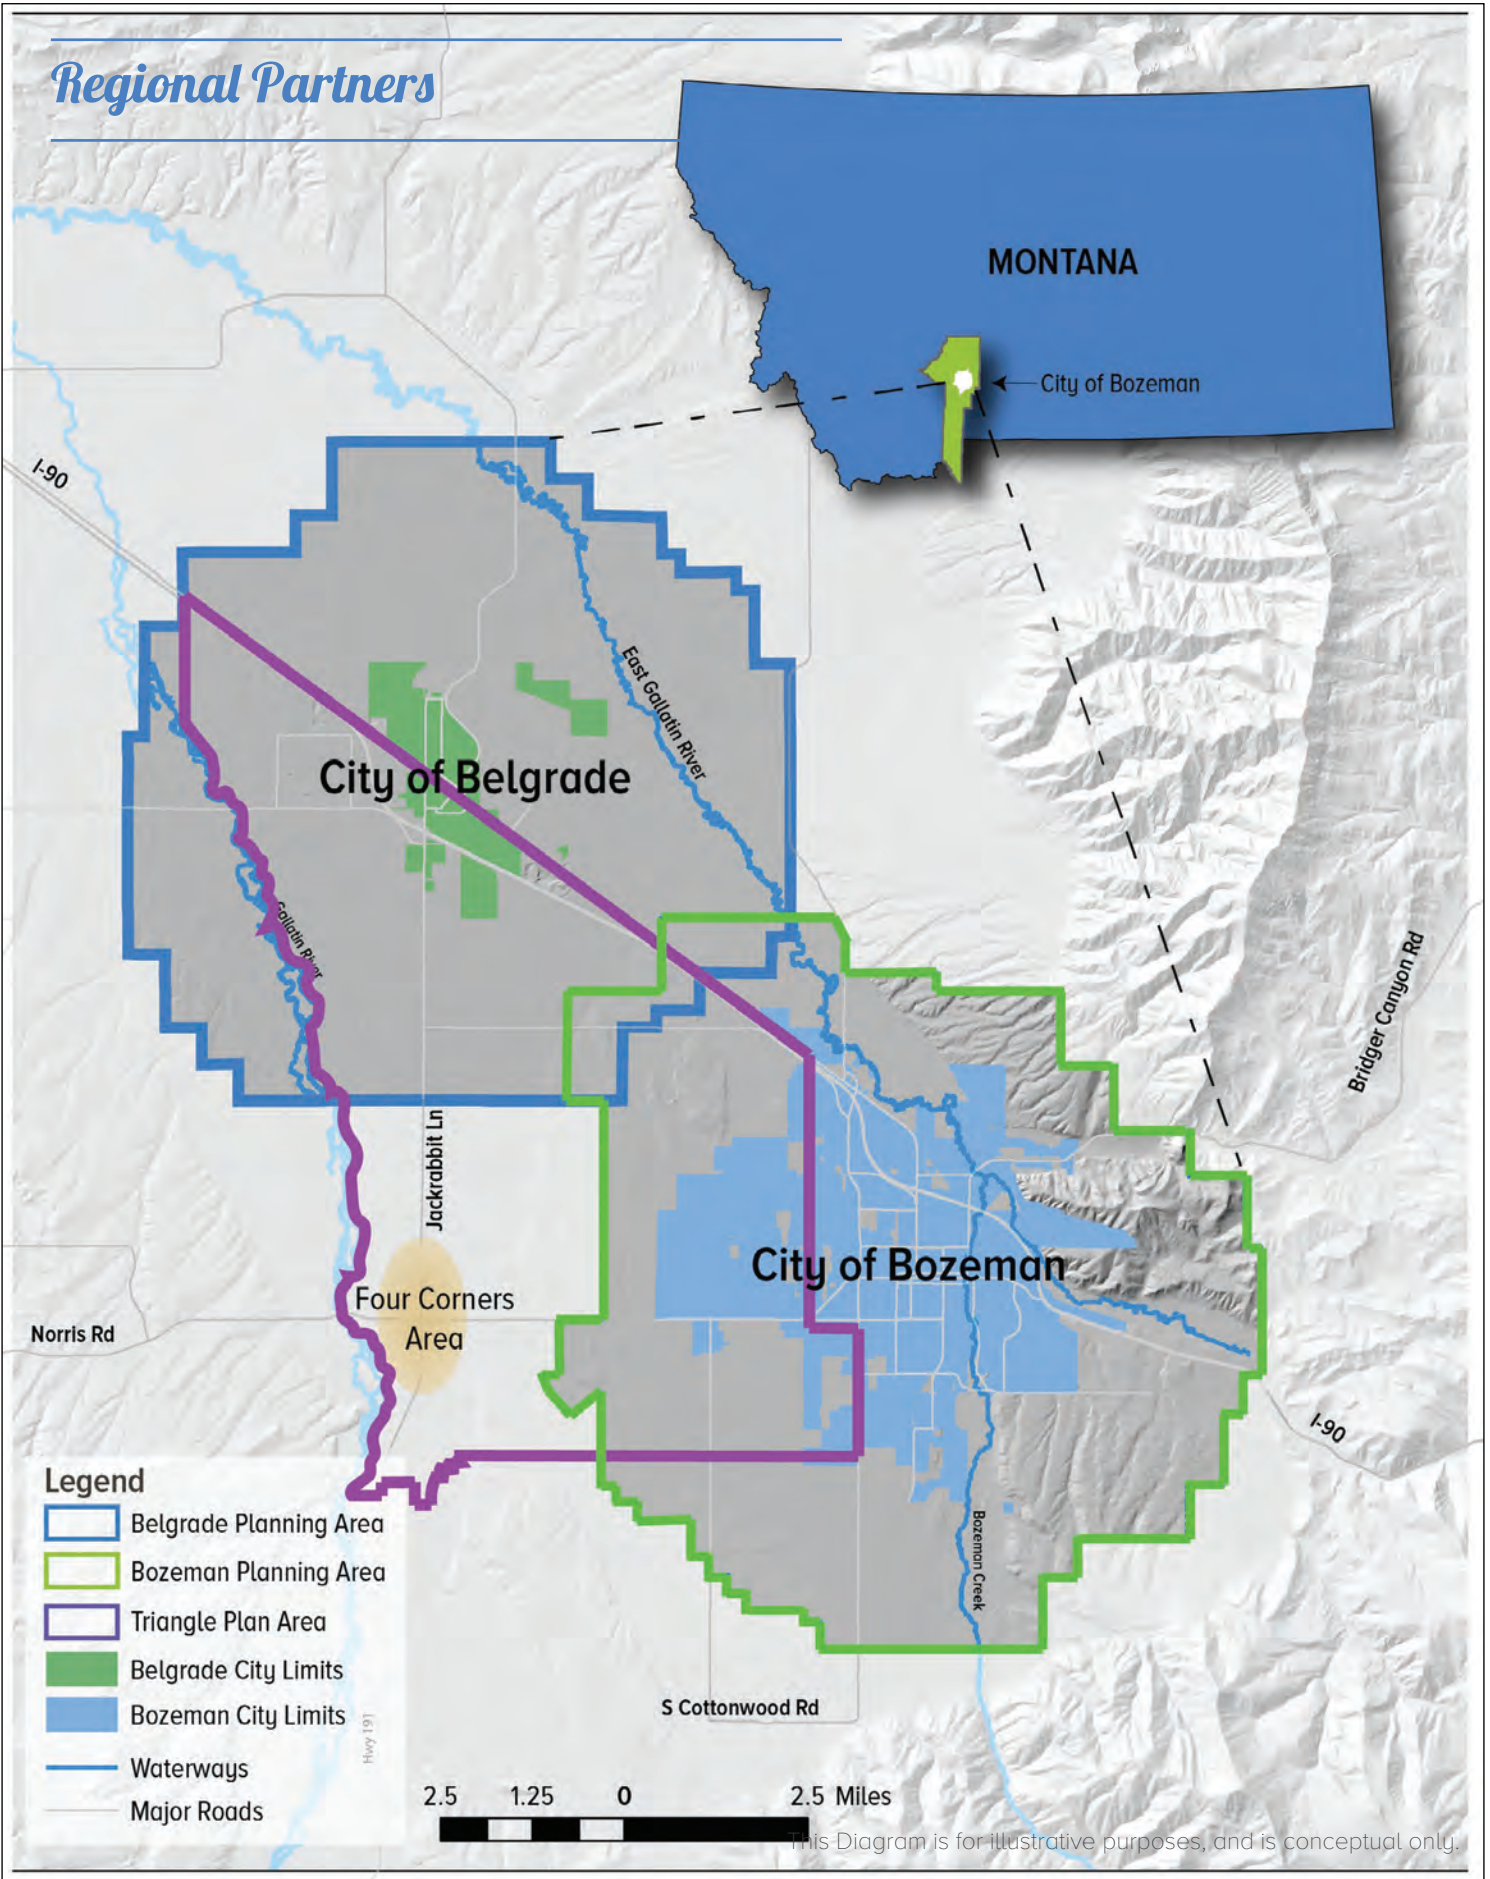 Regional Partners
MONTANA
City of Bozeman
I-90
East Gallatin River
City of Belgrade
Gallatin River
Bridger Canyon Rd
Jackrabbit Ln
City of Bozeman
Four Corners
Area
Norris Rd
I-90
Legend
Belgrade Planning Area
Bozeman Planning Area
Triangle Plan Area
Belgrade City Limits
Bozeman City Limits
Waterways
Major Roads
Hwy 191
Bozeman Creek
S Cottonwood Rd
2.5 1.25 0 2.5 Miles
This Diagram is for illustrative purposes, and is conceptual only.